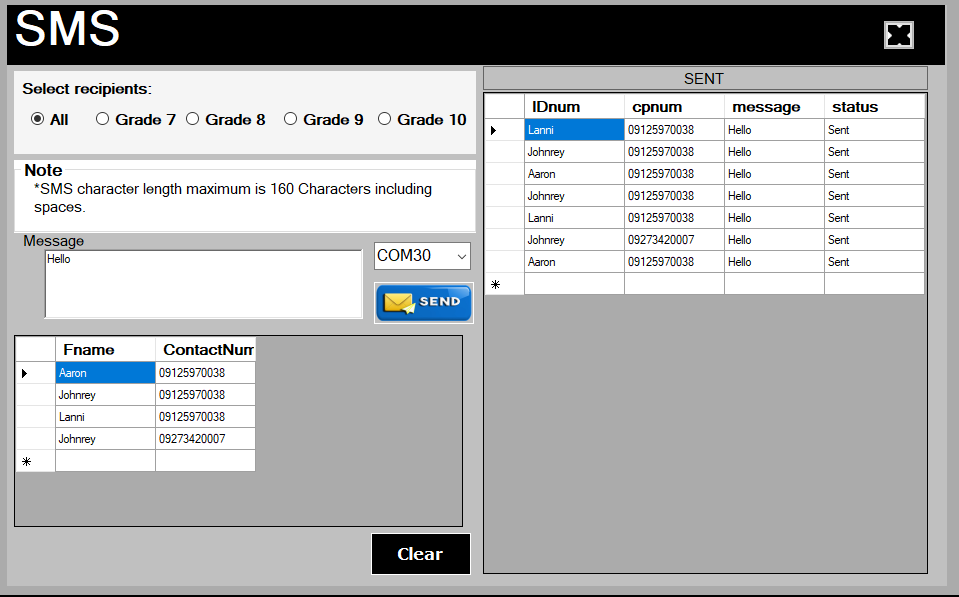 SMS
Select recipients:
All Grade 7 Grade 8 Grade 9 Grade 10
Note
*SMS character length maximum is 160 Characters including
spaces.
Message
Hello
COM30
SEND
Fname ContactNum
Aaron 09125970038
Johnrey 09125970038
Lanni 09125970038
Johnrey 09273420007
Clear
SENT
IDnum cpnum message status
Lanni 09125970038 Hello Sent
Johnrey 09125970038 Hello Sent
Aaron 09125970038 Hello Sent
Johnrey 09125970038 Hello Sent
Lanni 09125970038 Hello Sent
Johnrey 09273420007 Hello Sent
Aaron 09125970038 Hello Sent